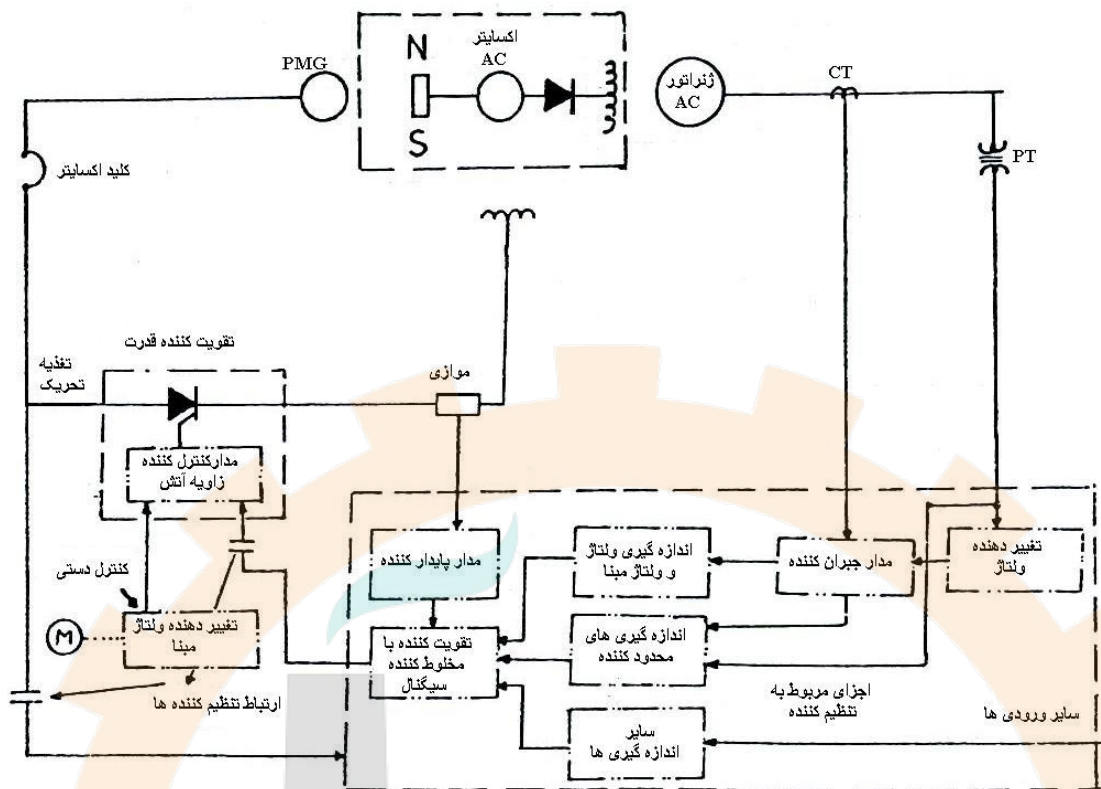 PMG
N
S
اکسایتر
AC
ژنراتور
AC
CT
PT
کلید اکسایتر
تقویت کننده قدرت
تغذیه
تحریک
موازی
مدارکنترل کننده
زاویه آتش
کنترل دستی
M
تغییر دهنده ولتاژ
مبنا
ارتباط تنظیم کننده ها
مدار پایدار کننده
تقویت کننده با
مخلوط کننده
سیگنال
اندازه گیری ولتاژ
و ولتاژ مبنا
مدار جبران کننده
تغییر دهنده
ولتاژ
اندازه گیری های
محدود کننده
اجزای مربوط به
تنظیم کننده
سایر ورودی ها
سایر
اندازه گیری ها